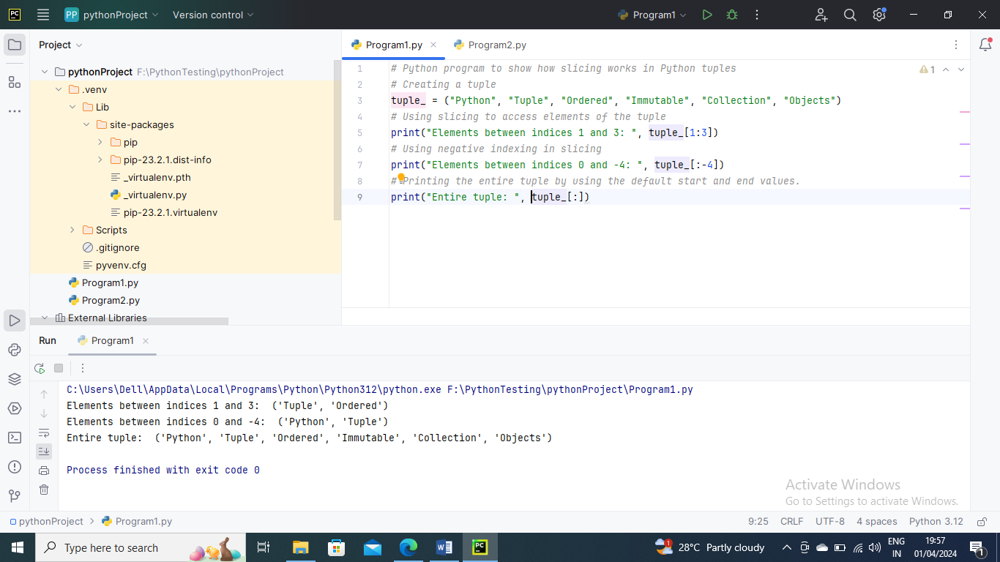 PC
PP pythonProject Version control Program1
Project
Program1.py Program2.py
pythonProject F:\PythonTesting\pythonProject
.venv
Lib
site-packages
pip
pip-23.2.1.dist-info
_virtualenv.pth
_virtualenv.py
pip-23.2.1.virtualenv
Scripts
.gitignore
pyvenv.cfg
Program1.py
Program2.py
External Libraries
1 # Python program to show how slicing works in Python tuples
1
2 # Creating a tuple
3 tuple_ = ("Python", "Tuple", "Ordered", "Immutable", "Collection", "Objects")
4 # Using slicing to access elements of the tuple
5 print("Elements between indices 1 and 3: ", tuple_[1:3])
6 # Using negative indexing in slicing
7 print("Elements between indices 0 and -4: ", tuple_[:-4])
8 # Printing the entire tuple by using the default start and end values.
9 print("Entire tuple: ", tuple_[:])
Run Program1
C:\Users\Dell\AppData\Local\Programs\Python\Python312\python.exe F:\PythonTesting\pythonProject\Program1.py
Elements between indices 1 and 3:  ('Tuple', 'Ordered')
Elements between indices 0 and -4:  ('Python', 'Tuple')
Entire tuple:  ('Python', 'Tuple', 'Ordered', 'Immutable', 'Collection', 'Objects')
Process finished with exit code 0
Activate Windows
Go to Settings to activate Windows.
pythonProject > Program1.py 9:25 CRLF UTF-8 4 spaces Python 3.12
Type here to search
W
PC
1
28°C Partly cloudy
ENG
IN
19:57
01/04/2024
1